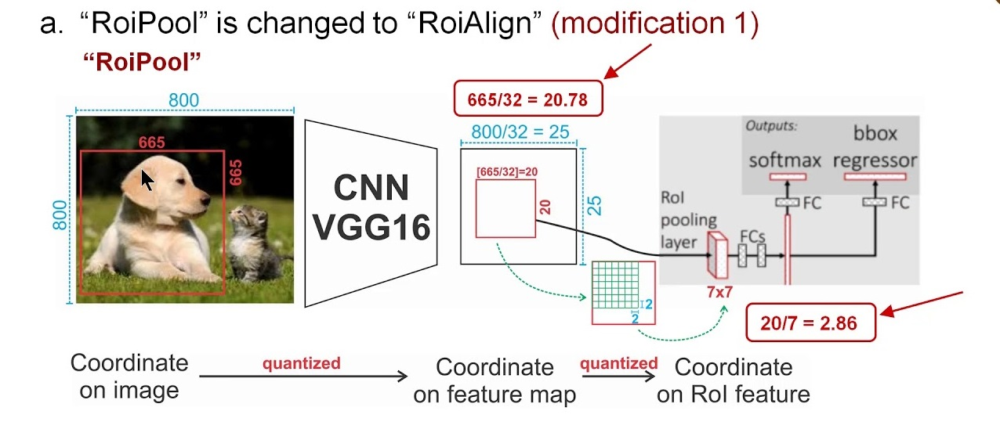 a. “RoiPool” is changed to “RoiAlign” (modification 1)
“RoiPool”
800
665/32 = 20.78
800/32 = 25
Outputs:
bbox
softmax regressor
665
665
800
CNN
VGG16
[665/32]=20
20
25
RoI
pooling
layer
FC
FC
FCs
7x7
2
2
20/7 = 2.86
Coordinate
on image
quantized
Coordinate
on feature map
quantized
Coordinate
on RoI feature